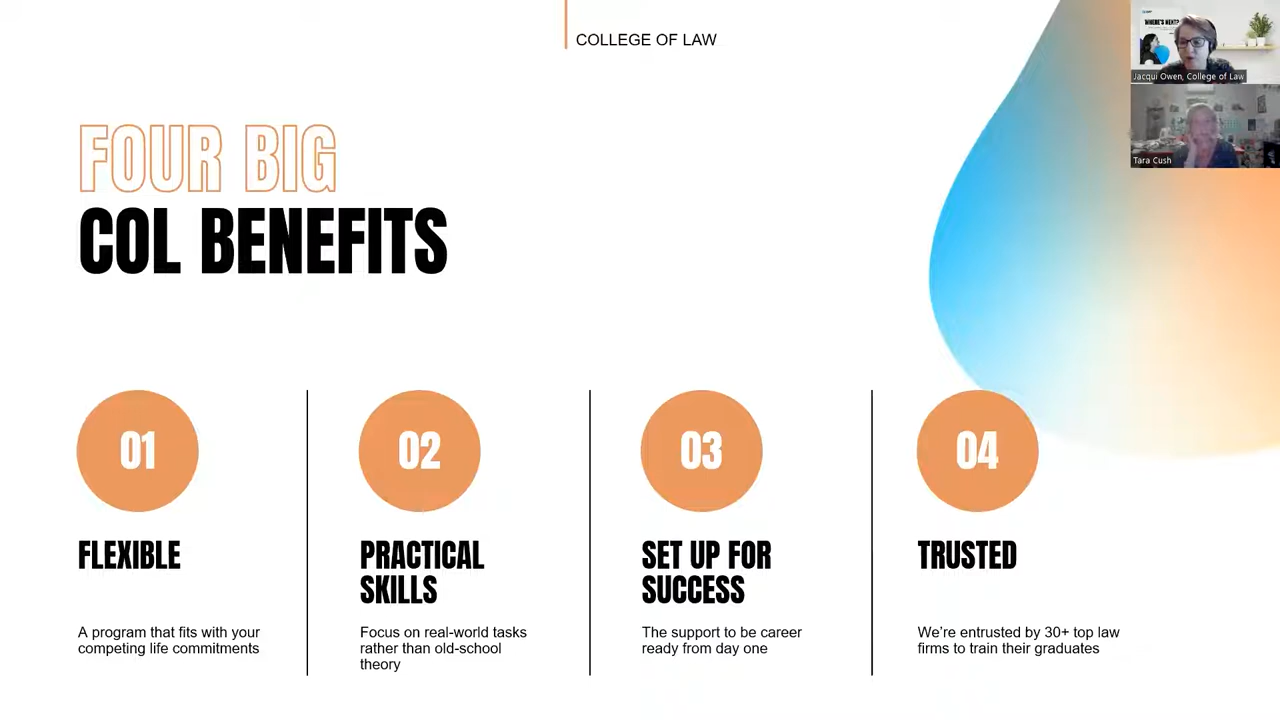 COLLEGE OF LAW
WHERE'S NEXT?
Jacqui Owen, College of Law
Tara Cush
FOUR BIG
COL BENEFITS
01
FLEXIBLE
A program that fits with your
competing life commitments
02
PRACTICAL
SKILLS
Focus on real-world tasks
rather than old-school
theory
03
SET UP FOR
SUCCESS
The support to be career
ready from day one
04
TRUSTED
We’re entrusted by 30+ top law
firms to train their graduates